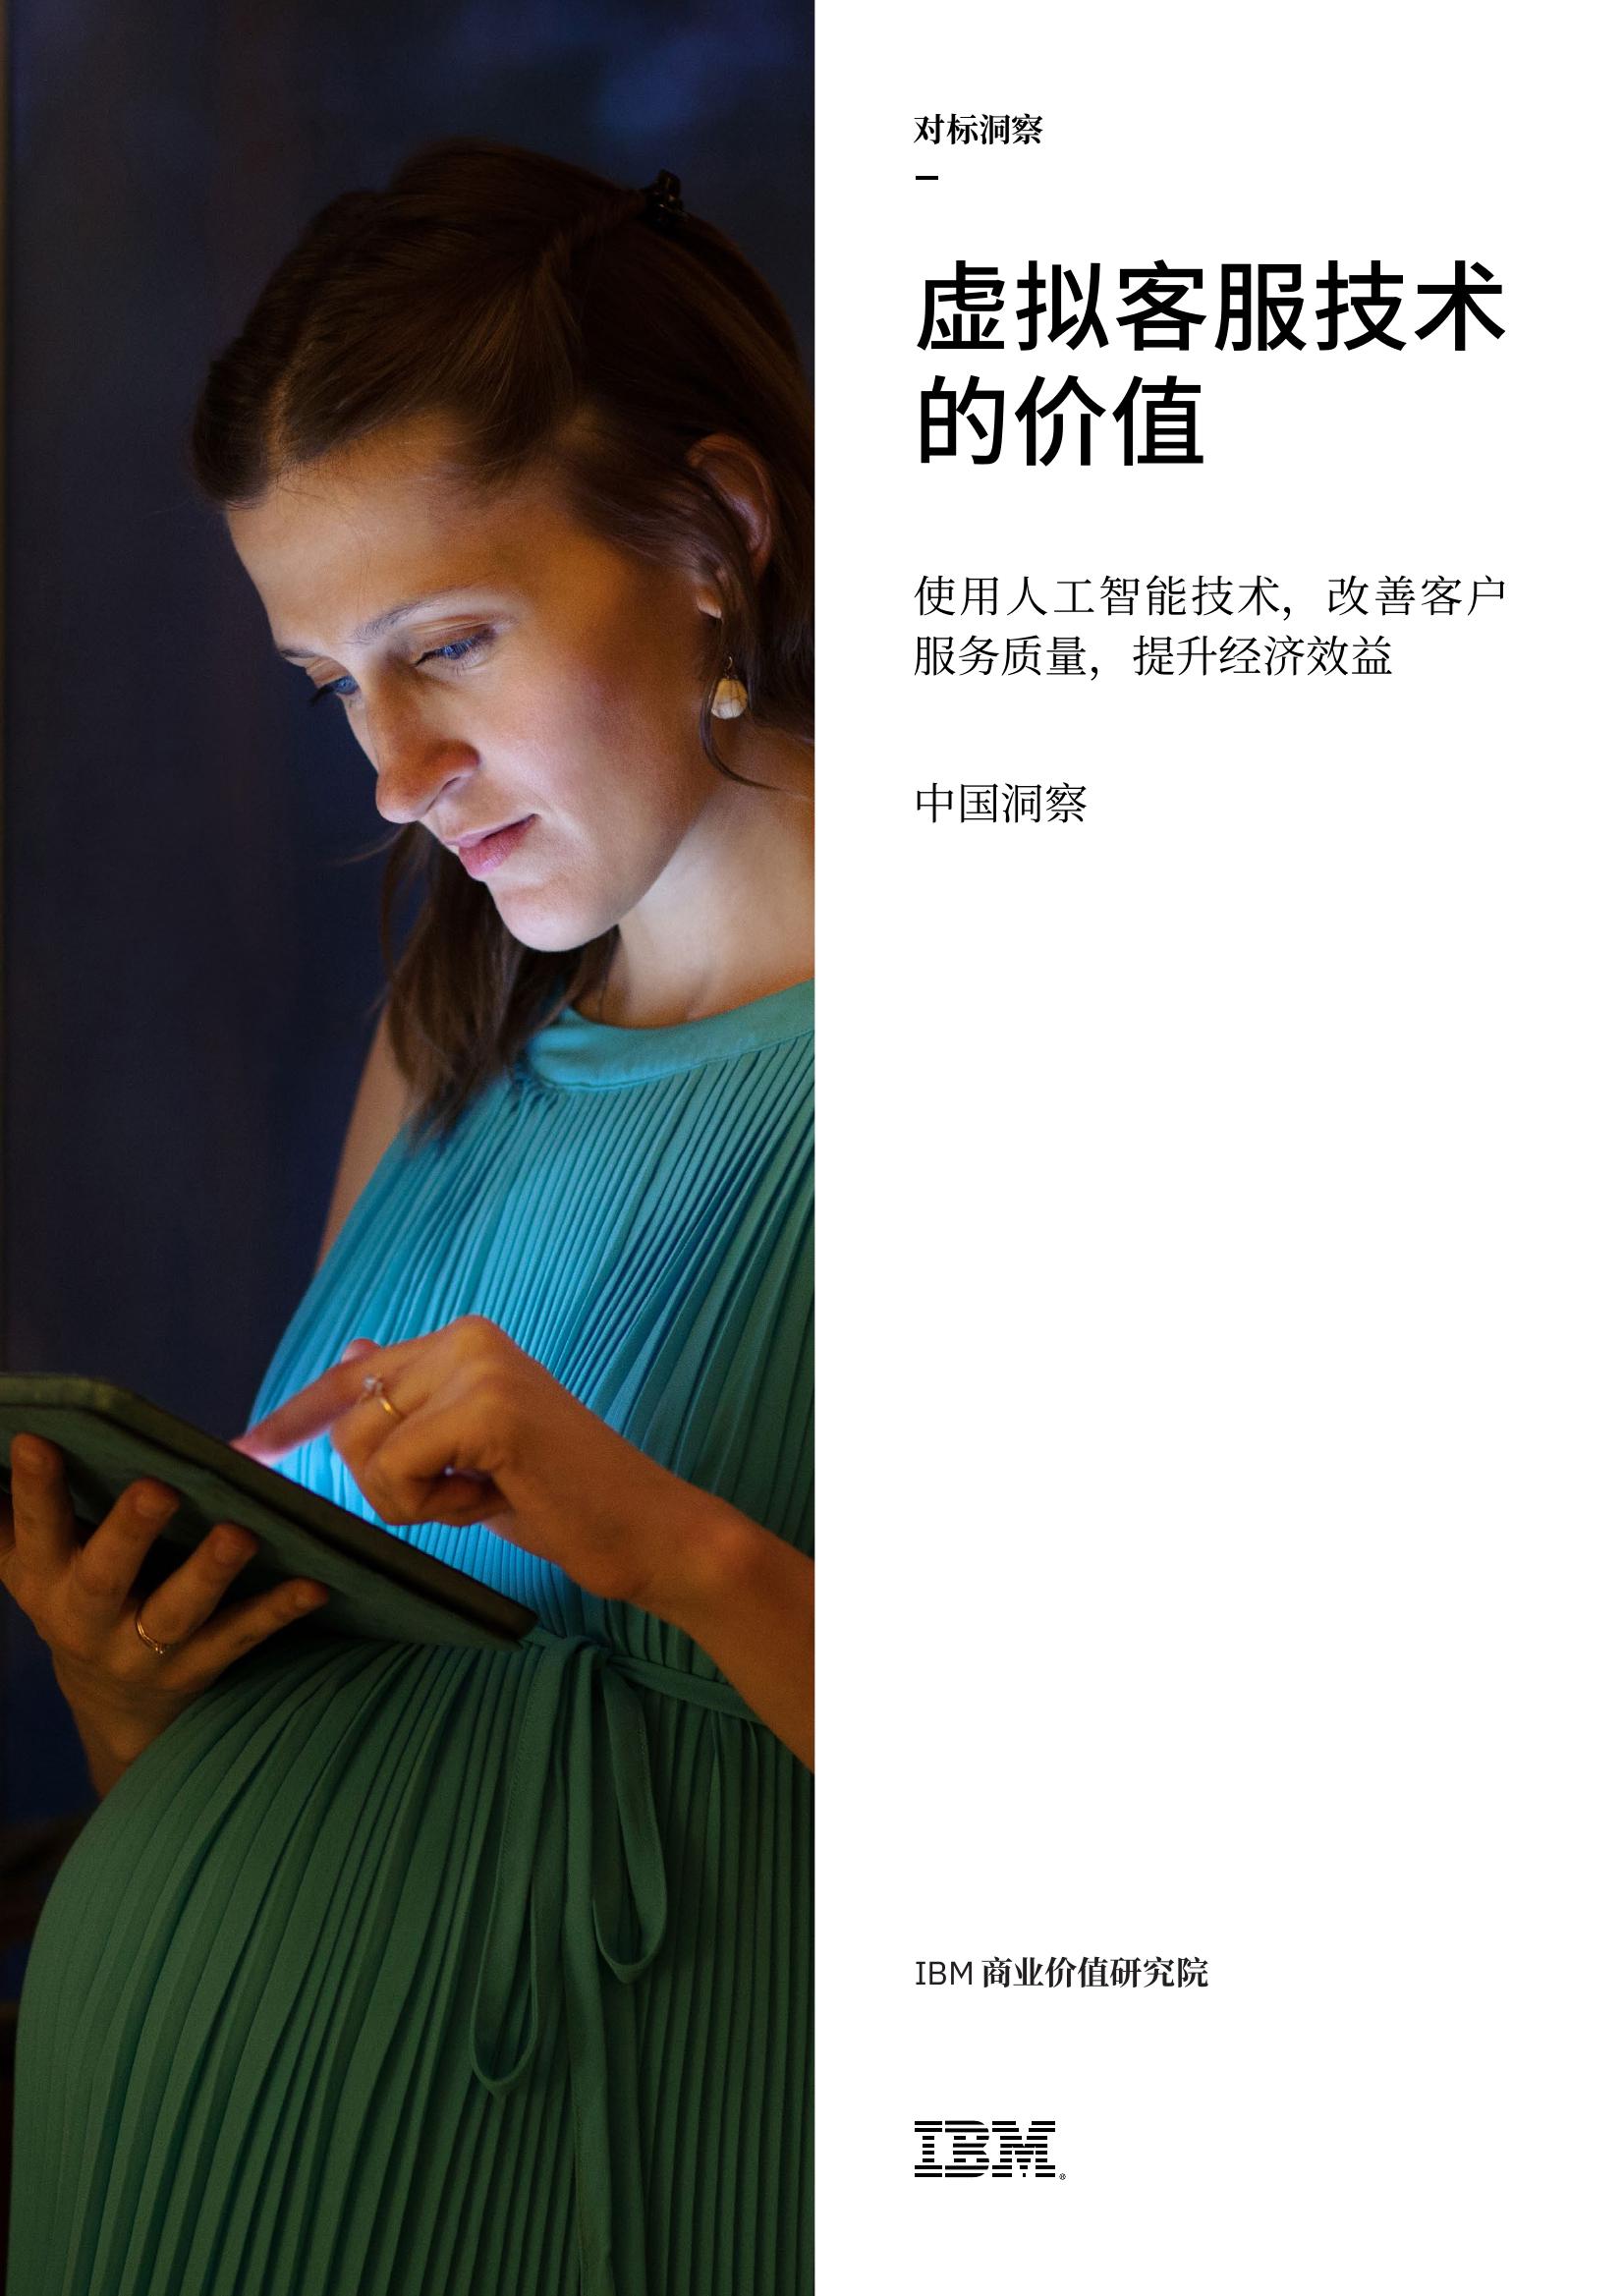 对标洞察
虚拟客服技术
的价值
使用人工智能技术，改善客户
服务质量，提升经济效益
中国洞察
IBM 商业价值研究院
IBM®